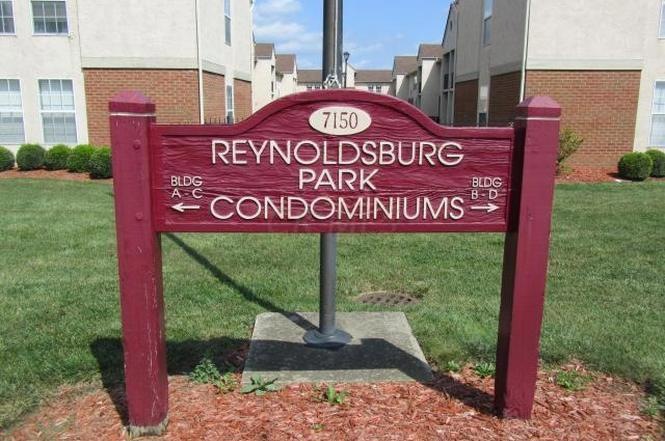 7150
REYNOLDSBURG
PARK
CONDOMINIUMS
BLDG
A - C
←
BLDG
B - D
→